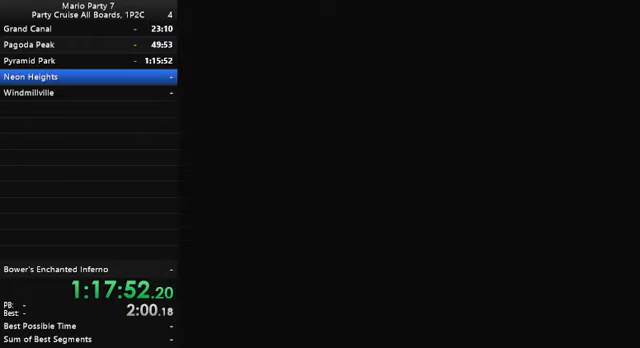 Mario Party 7
Party Cruise All Boards, 1P2C 4
Grand Canal - 23:10
Pagoda Peak - 49:53
Pyramid Park - 1:15:52
Neon Heights -
Windmillville -
Bower's Enchanted Inferno -
1:17:52.20
PB: -
Best: - 2:00.18
Best Possible Time -
Sum of Best Segments -